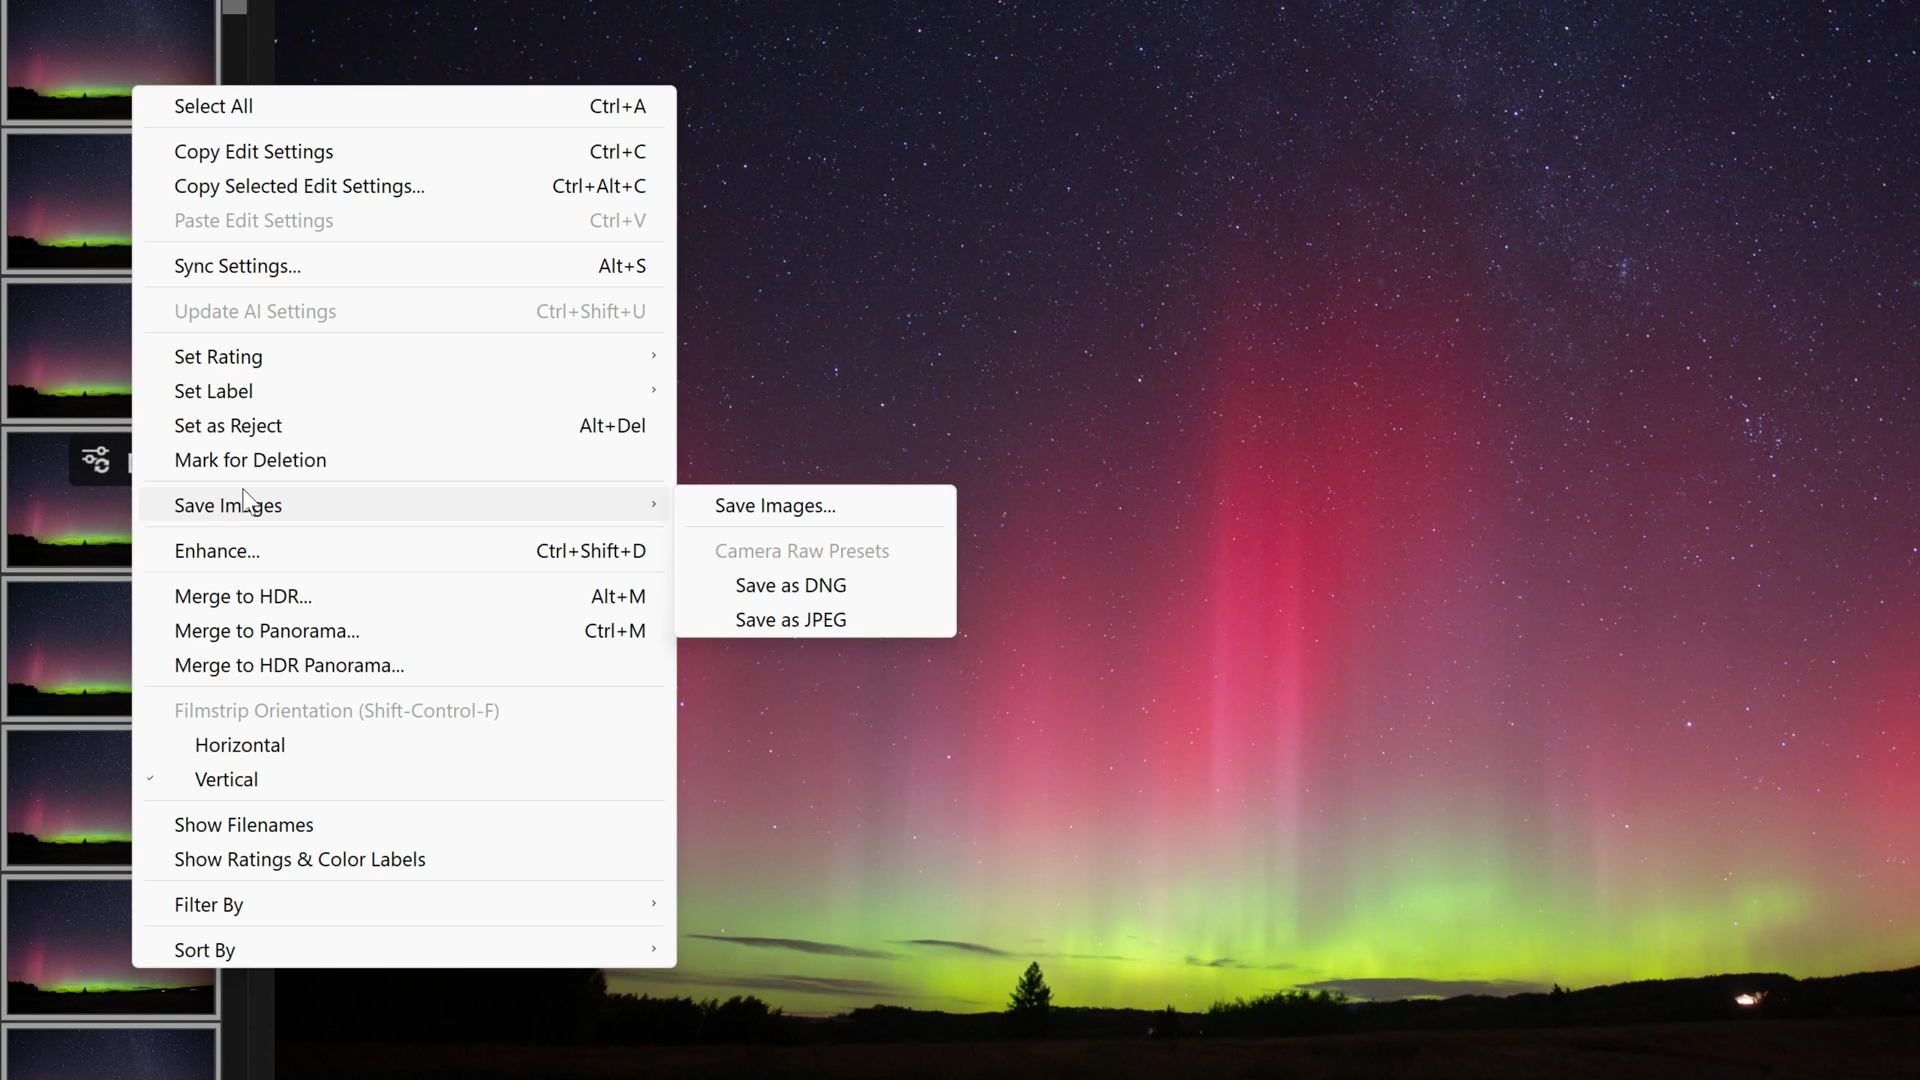 Select All Ctrl+A
Copy Edit Settings Ctrl+C
Copy Selected Edit Settings... Ctrl+Alt+C
Paste Edit Settings Ctrl+V
Sync Settings... Alt+S
Update AI Settings Ctrl+Shift+U
Set Rating
Set Label
Set as Reject Alt+Del
Mark for Deletion
Save Images
Save Images...
Camera Raw Presets
Save as DNG
Save as JPEG
Enhance... Ctrl+Shift+D
Merge to HDR... Alt+M
Merge to Panorama... Ctrl+M
Merge to HDR Panorama...
Filmstrip Orientation (Shift-Control-F)
Horizontal
Vertical
Show Filenames
Show Ratings & Color Labels
Filter By
Sort By